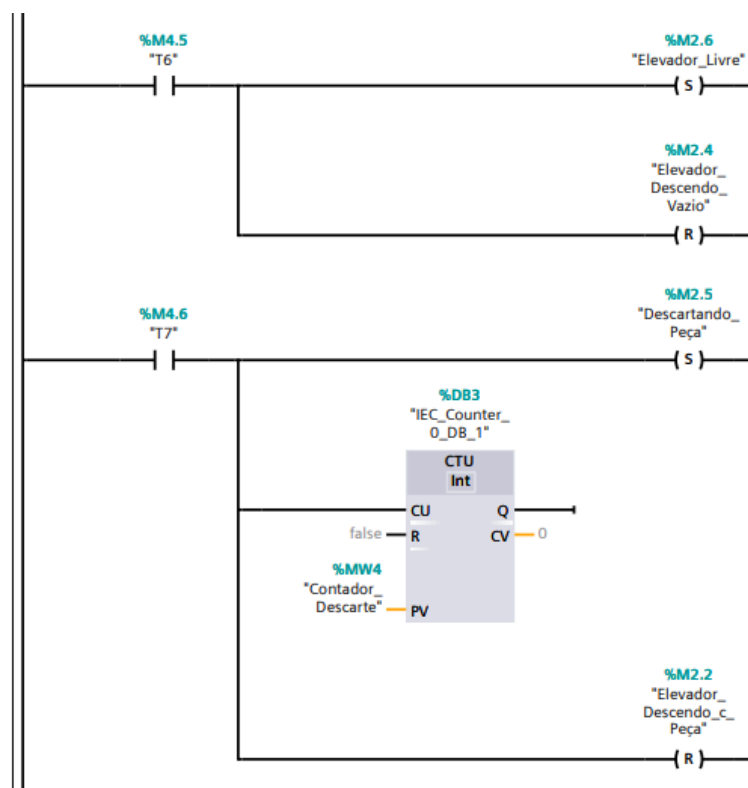 %M4.5
"T6"
%M2.6
"Elevador_Livre"
S
%M2.4
"Elevador_
Descendo_
Vazio"
R
%M4.6
"T7"
%M2.5
"Descartando_
Peça"
S
%DB3
"IEC_Counter_
0_DB_1"
CTU
Int
CU Q
false R CV 0
%MW4
"Contador_
Descarte" PV
%M2.2
"Elevador_
Descendo_c_
Peça"
R